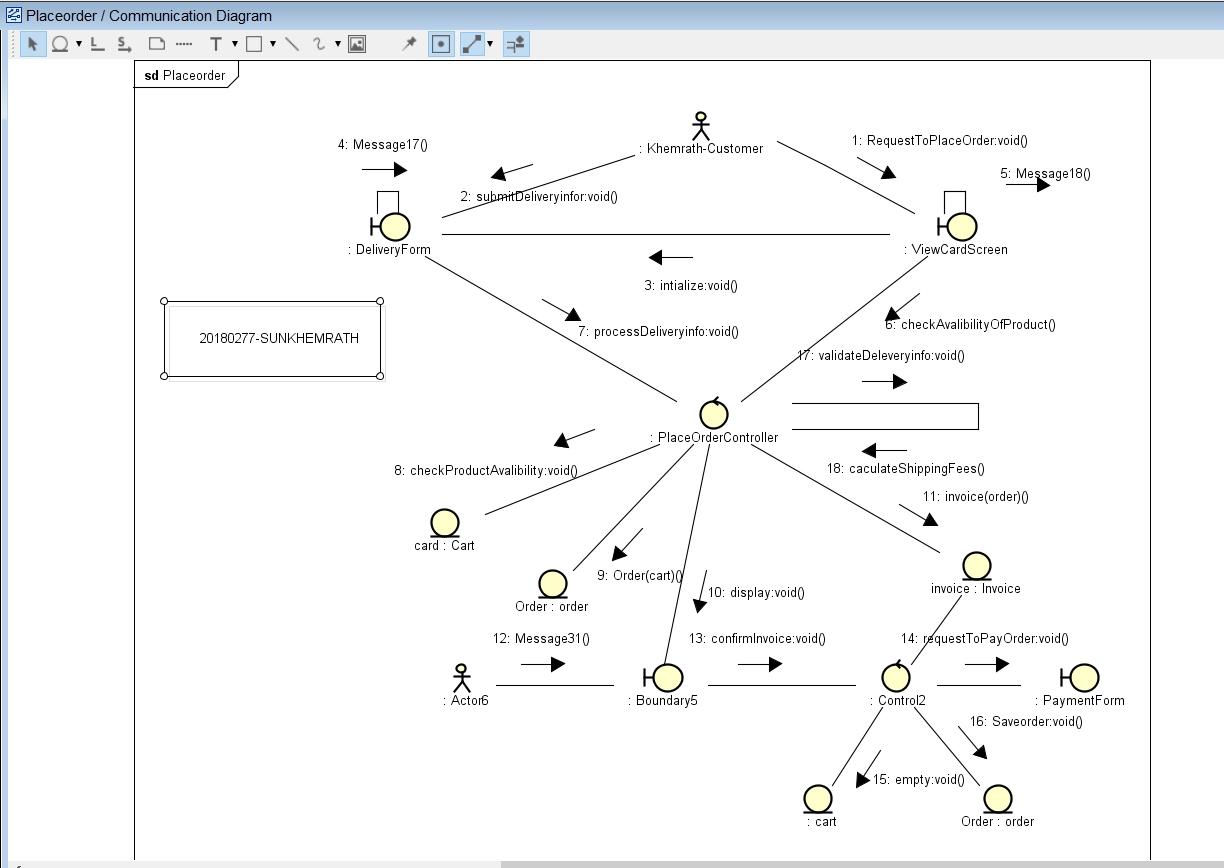 Placeorder / Communication Diagram
sd Placeorder
4: Message17()
: Khemrath-Customer
1: RequestToPlaceOrder:void()
5: Message18()
2: submitDeliveryinfor:void()
: DeliveryForm
: ViewCardScreen
3: intialize:void()
20180277-SUNKHEMRATH
7: processDeliveryinfo:void()
6: checkAvalibilityOfProduct()
17: validateDeleveryinfo:void()
: PlaceOrderController
8: checkProductAvalibility:void()
18: caculateShippingFees()
11: invoice(order)()
card : Cart
9: Order(cart)()
10: display:void()
invoice : Invoice
Order : order
12: Message31()
13: confirmInvoice:void()
14: requestToPayOrder:void()
: Actor6
: Boundary5
: Control2
: PaymentForm
16: Saveorder:void()
15: empty:void()
: cart
Order : order